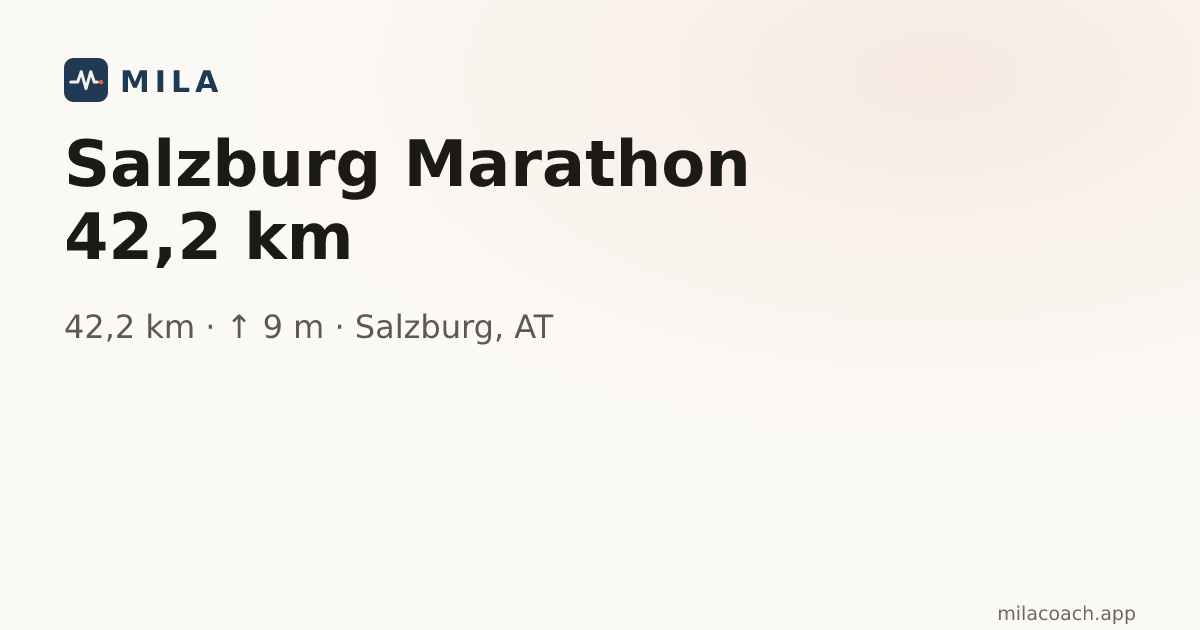 MILA
Salzburg Marathon
42,2 km
42,2 km · ↑ 9 m · Salzburg, AT
milacoach.app